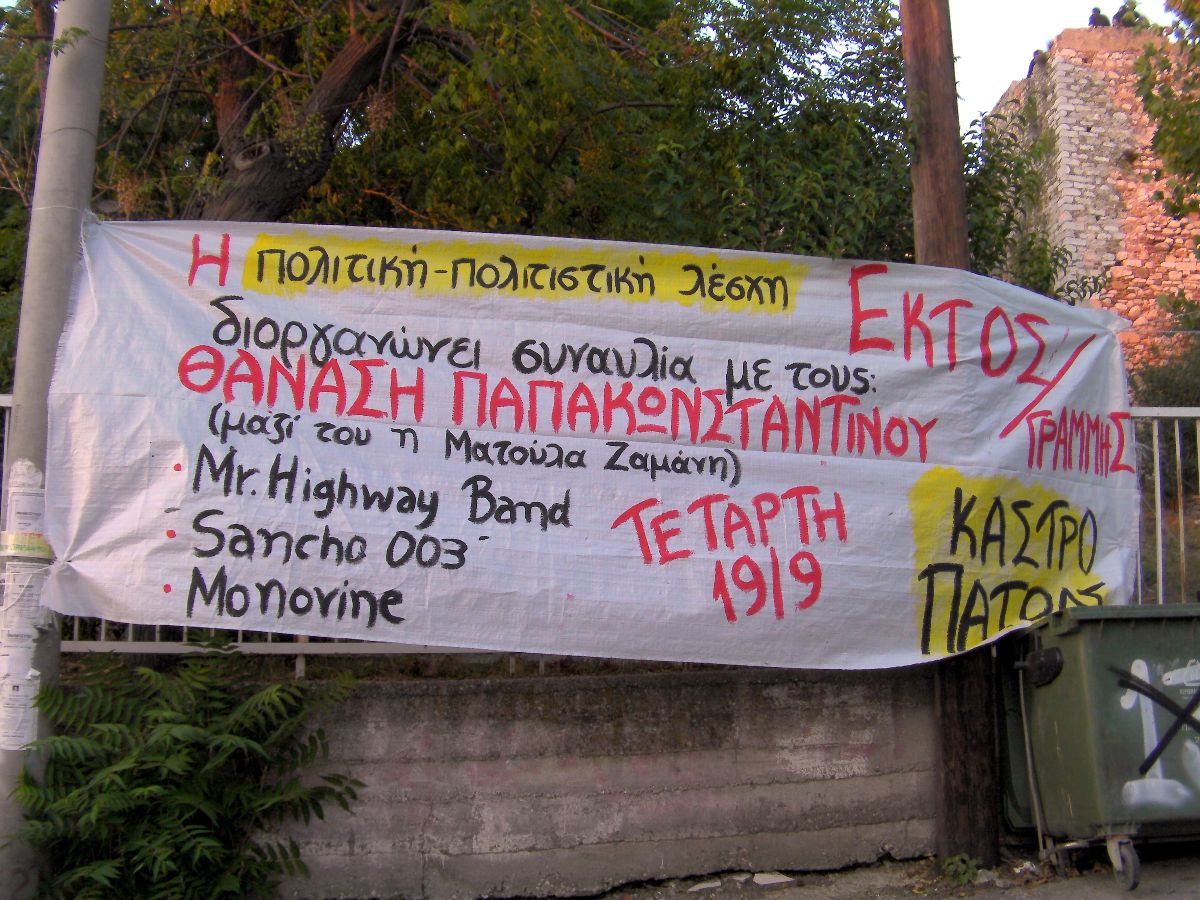 Η πολιτική-πολιτιστική λέσχη ΕΚΤΟΣ/ΓΡΑΜΜΗΣ
διοργανώνει συναυλία με τους:
ΘΑΝΑΣΗ ΠΑΠΑΚΩΝΣΤΑΝΤΙΝΟΥ
(μαζί του η Ματούλα Ζαμάνη)
• Mr. Highway Band
• Sancho 003
• Monovine
ΤΕΤΑΡΤΗ
19/9
ΚΑΣΤΡΟ
ΠΑΤΡΑΣ